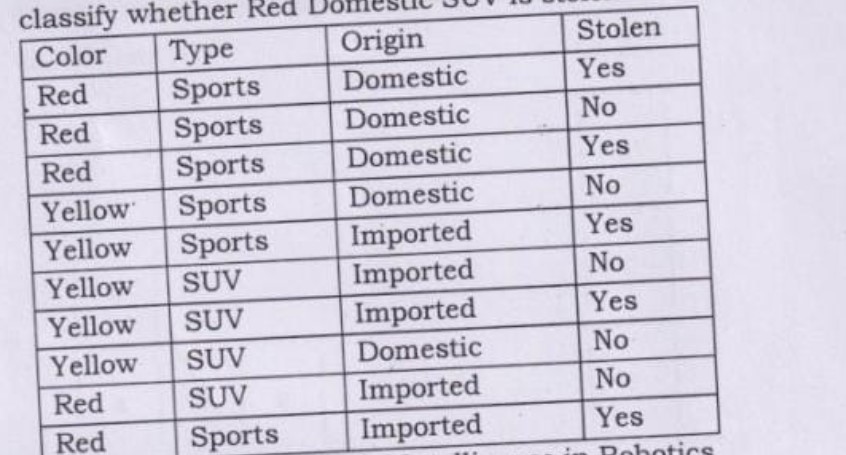 classify whether Red Domestic SUV is
Color Type Origin Stolen
Red Sports Domestic Yes
Red Sports Domestic No
Red Sports Domestic Yes
Yellow Sports Domestic No
Yellow Sports Imported Yes
Yellow SUV Imported No
Yellow SUV Imported Yes
Yellow SUV Domestic No
Red SUV Imported No
Red Sports Imported Yes
in Robotics